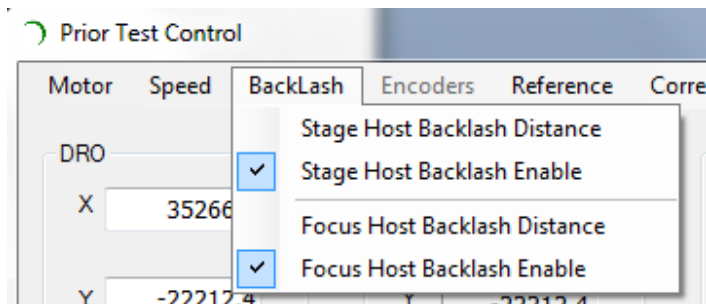 Prior Test Control
Motor Speed BackLash Encoders Reference
DRO
Stage Host Backlash Distance
Stage Host Backlash Enable
X 35266
Focus Host Backlash Distance
Focus Host Backlash Enable
Y -22212.4 Y -22212.4